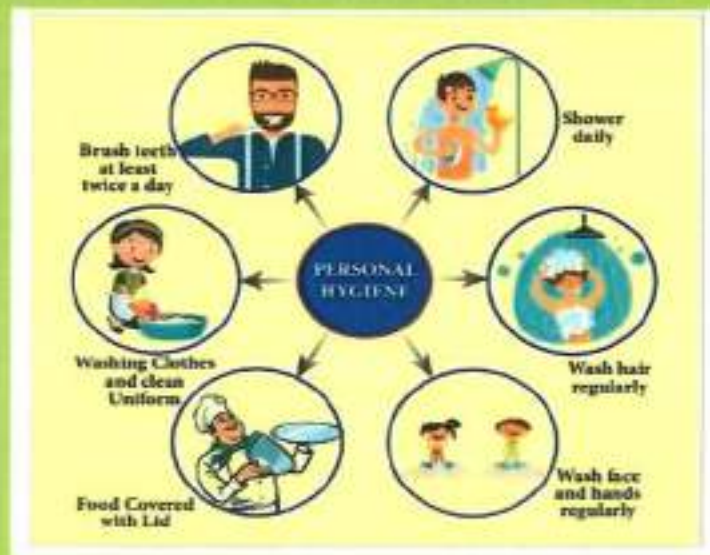 Brush teeth
at least
twice a day
Shower
daily
PERSONAL
HYGIENE
Washing Clothes
and clean
Uniform
Wash hair
regularly
Food Covered
with Lid
Wash face
and hands
regularly